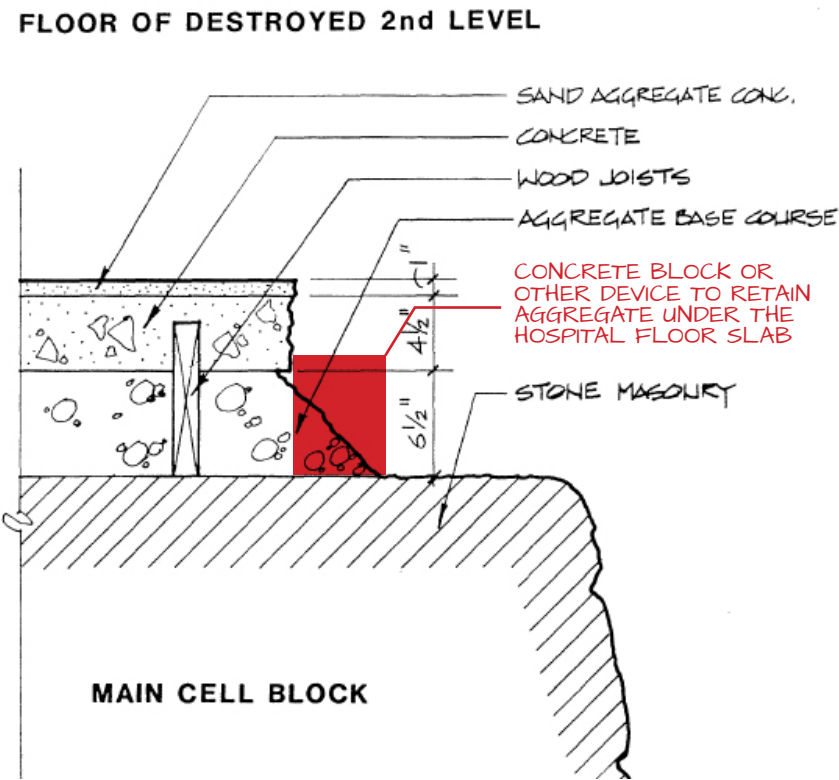 FLOOR OF DESTROYED 2nd LEVEL
SAND AGGREGATE CONC.
CONCRETE
WOOD JOISTS
AGGREGATE BASE COURSE
1"
4½"
6½"
CONCRETE BLOCK OR
OTHER DEVICE TO RETAIN
AGGREGATE UNDER THE
HOSPITAL FLOOR SLAB
STONE MASONRY
MAIN CELL BLOCK